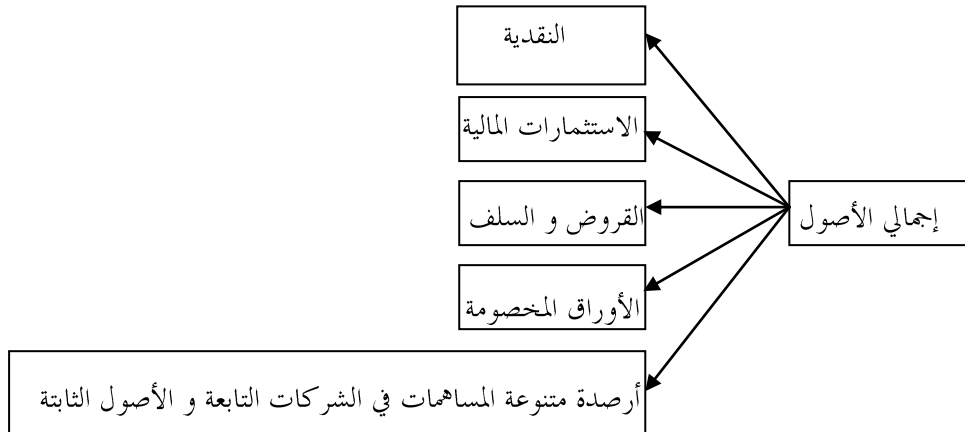 النقدية
الاستثمارات المالية
إجمالي الأصول
القروض و السلف
الأوراق المخصومة
أرصدة متنوعة المساهمات في الشركات التابعة و الأصول الثابتة